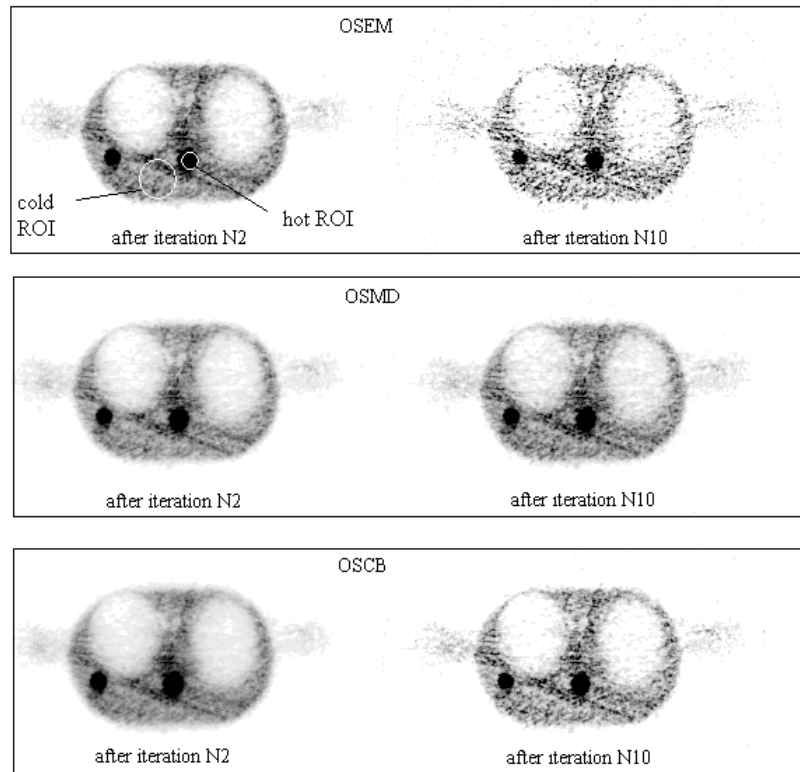 OSEM
cold
ROI
hot ROI
after iteration N2
after iteration N10
OSMD
after iteration N2
after iteration N10
OSCB
after iteration N2
after iteration N10